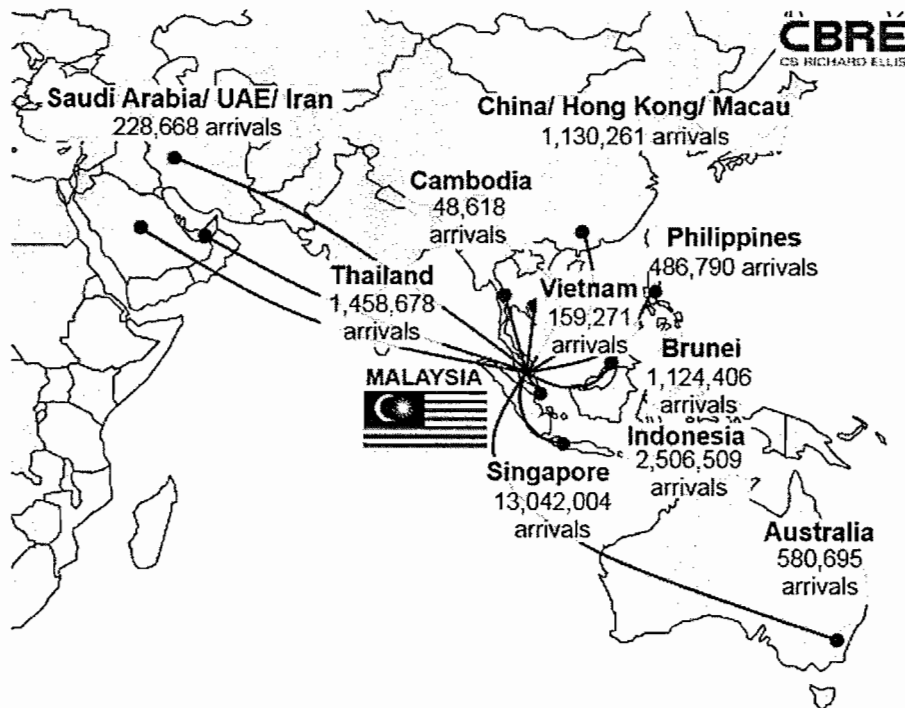 CBRE
CB RICHARD ELLIS
Saudi Arabia/ UAE/ Iran
228,668 arrivals
China/ Hong Kong/ Macau
1,130,261 arrivals
Cambodia
48,618
arrivals
Philippines
486,790 arrivals
Thailand
1,458,678
arrivals
Vietnam
159,271
arrivals
Brunei
1,124,406
arrivals
MALAYSIA
Indonesia
2,506,509
arrivals
Singapore
13,042,004
arrivals
Australia
580,695
arrivals